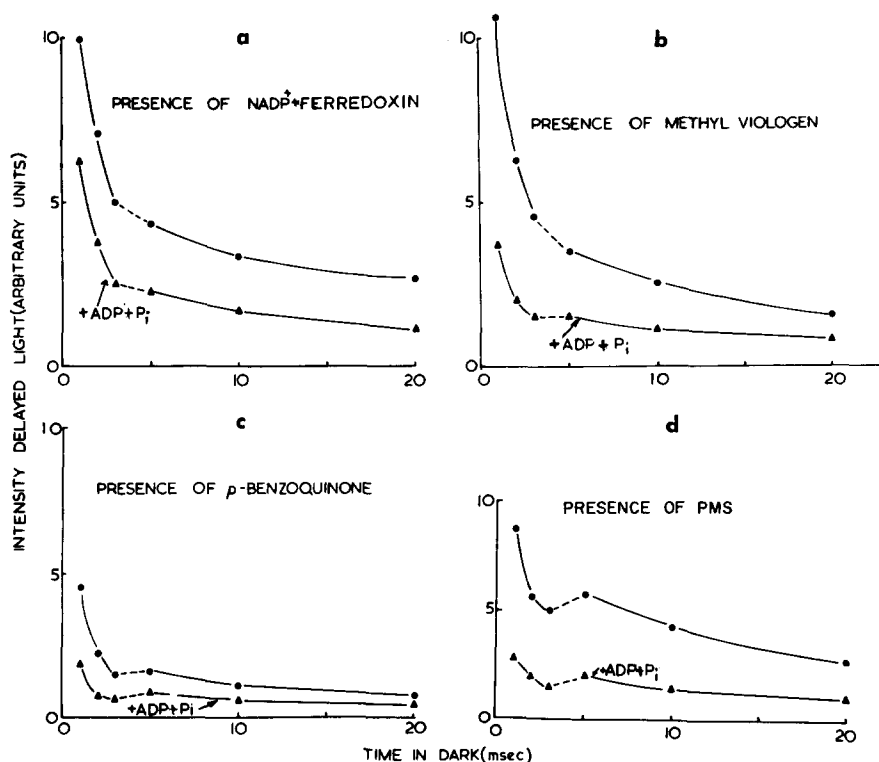 a
10
5
0
PRESENCE OF NADP⁺+FERREDOXIN
+ADP+Pi
0
10
20
b
10
5
0
PRESENCE OF METHYL VIOLOGEN
+ADP+Pi
0
10
20
c
10
5
0
PRESENCE OF p-BENZOQUINONE
+ADP+Pi
0
10
20
d
10
5
0
PRESENCE OF PMS
+ADP+Pi
0
10
20
INTENSITY DELAYED LIGHT(ARBITRARY UNITS)
TIME IN DARK(msec)